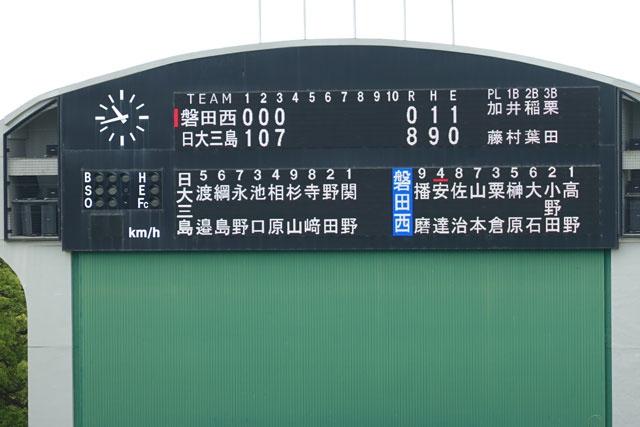 TEAM 1 2 3 4 5 6 7 8 9 10 R H E PL 1B 2B 3B
磐田西 0 0 0 0 1 1 加藤 井村 稲葉 栗田
日大三島 1 0 7 8 9 0
B H
S E
O Fc
km/h
日大三島
5 6 7 3 4 9 8 2 1
渡邉 綱島 永野 池口 相原 杉山 寺﨑 野田 関野
磐田西
9 4 8 7 3 5 6 2 1
播磨 安達 佐治 山本 粟倉 榊原 大石 小野田 高野